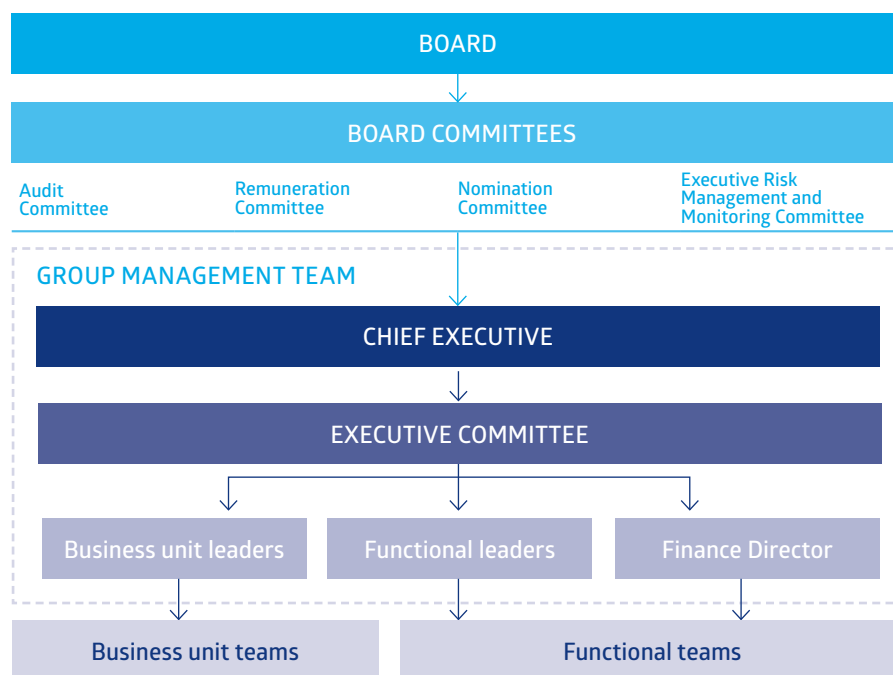 BOARD
BOARD COMMITTEES
Audit
Committee
Remuneration
Committee
Nomination
Committee
Executive Risk
Management and
Monitoring Committee
GROUP MANAGEMENT TEAM
CHIEF EXECUTIVE
EXECUTIVE COMMITTEE
Business unit leaders
Functional leaders
Finance Director
Business unit teams
Functional teams